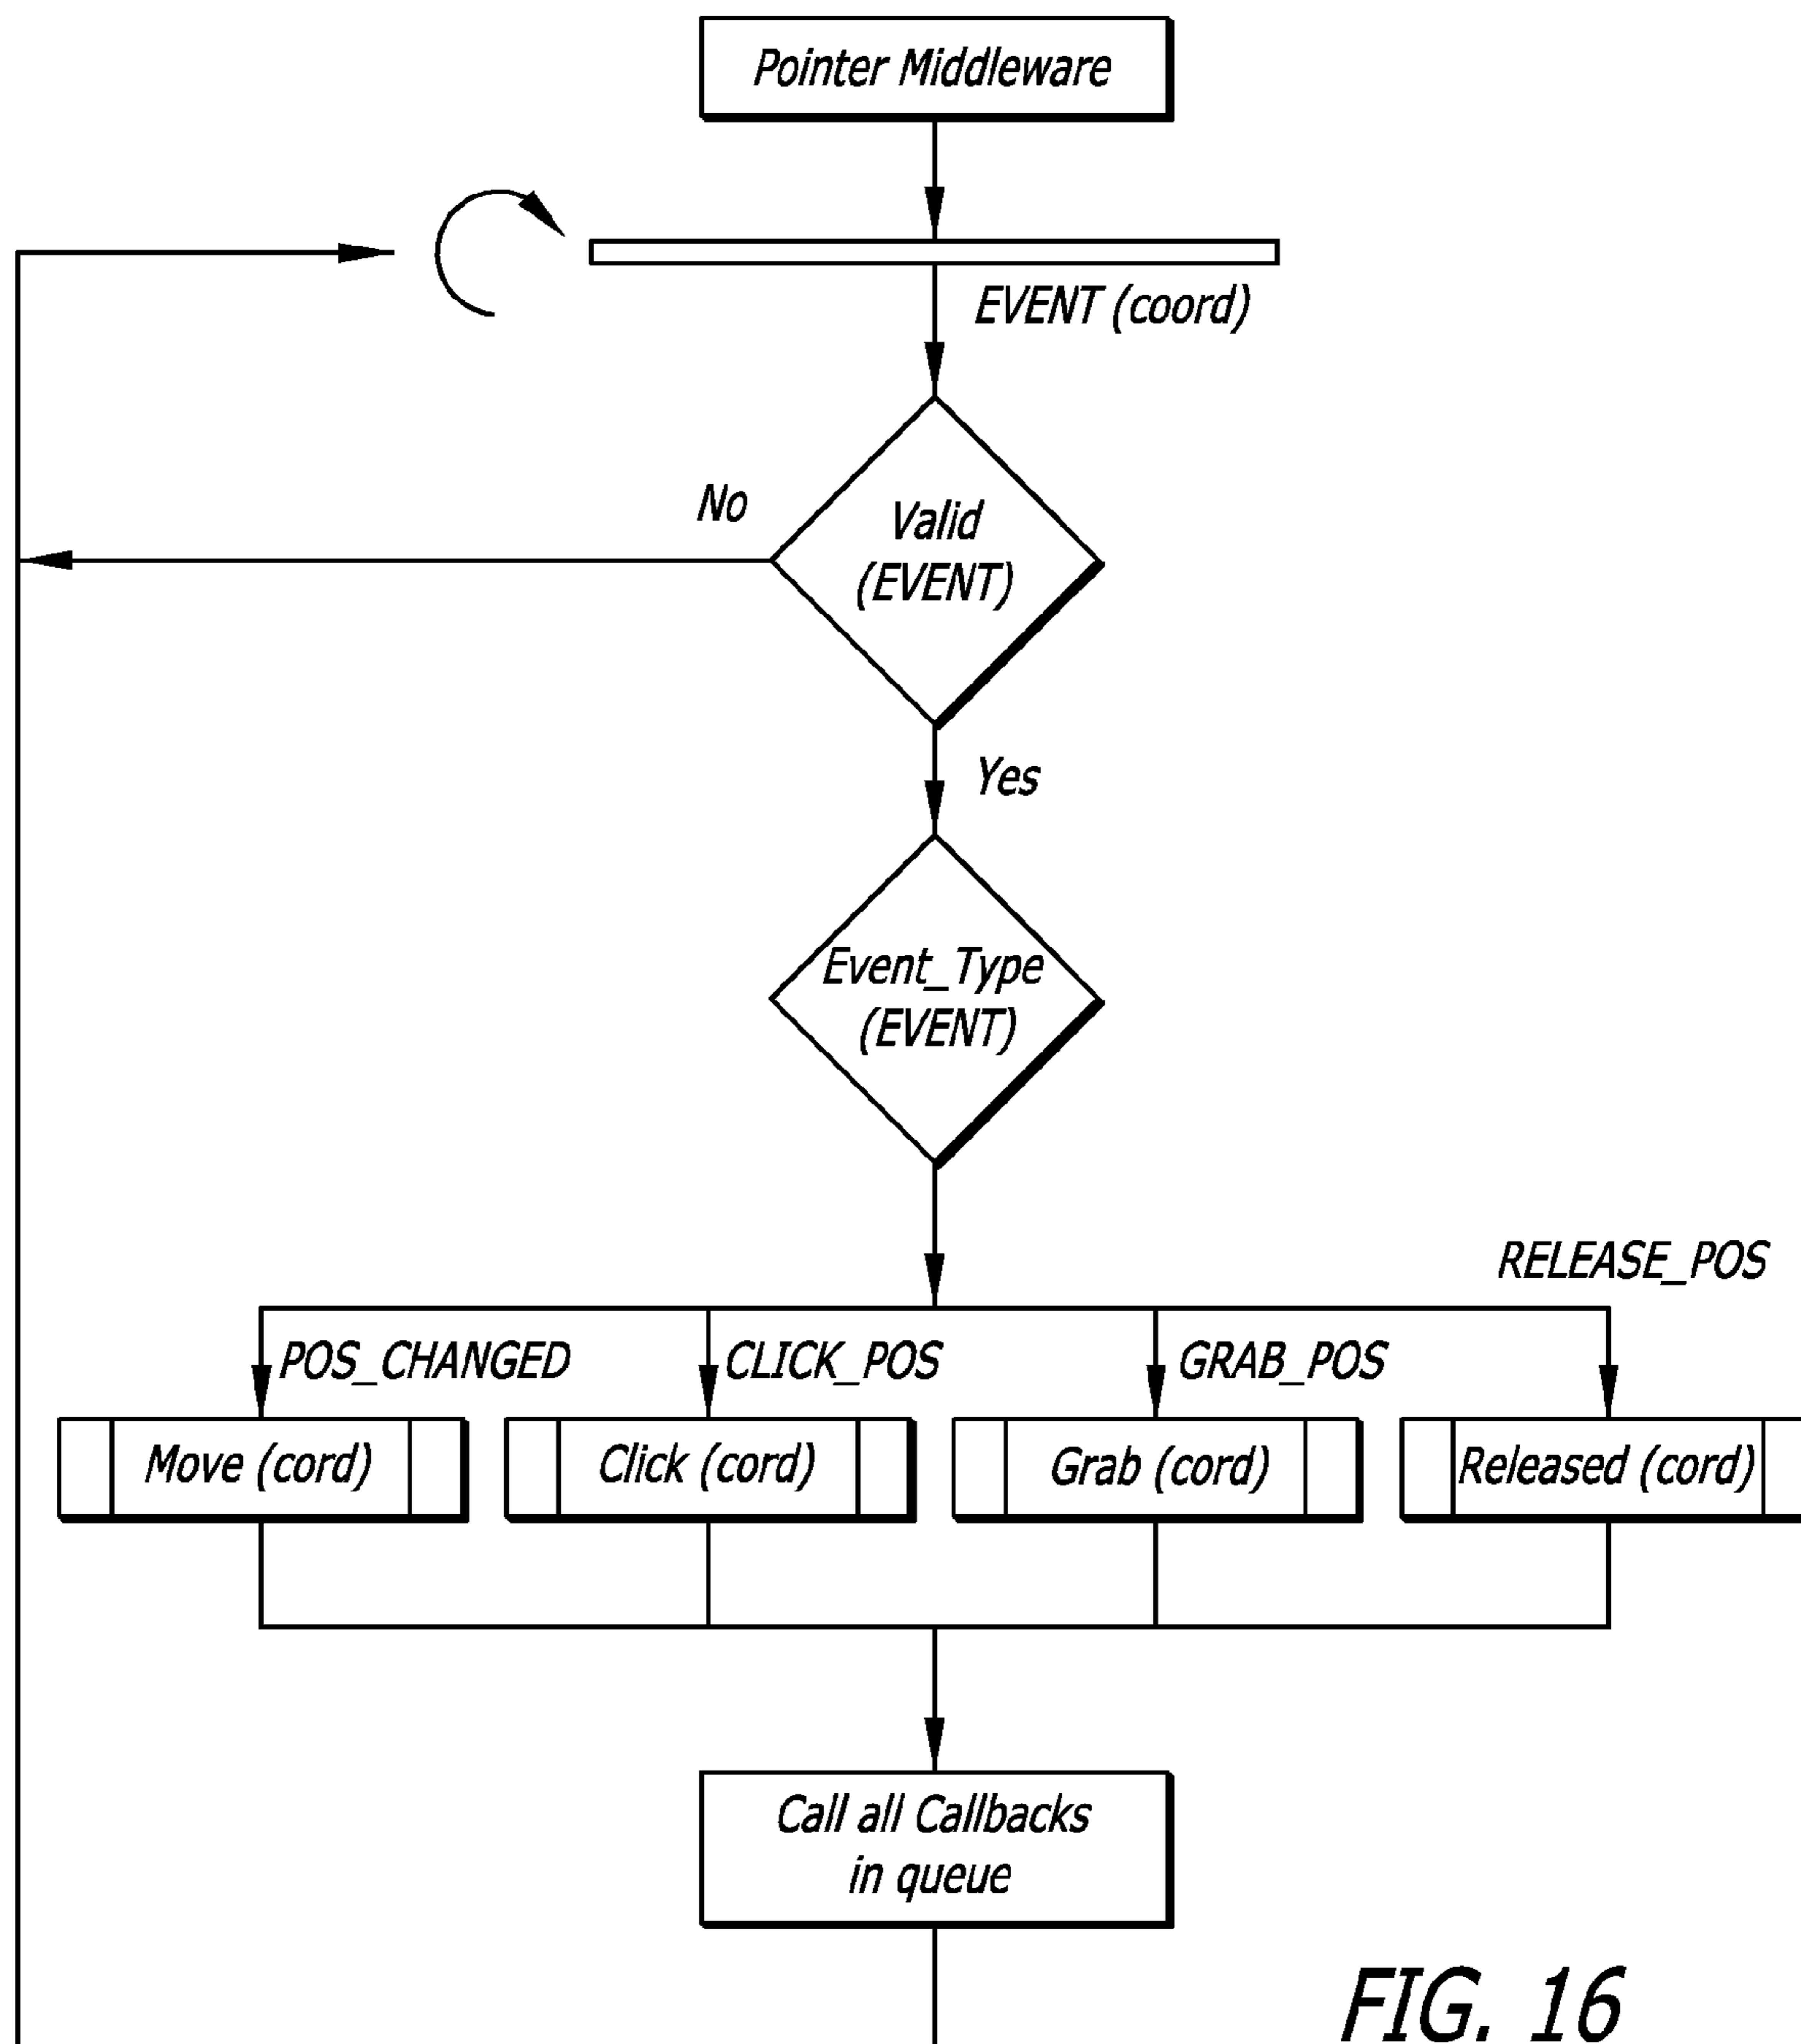 Pointer Middleware
EVENT (coord)
No
Valid
(EVENT)
Yes
Event_Type
(EVENT)
RELEASE_POS
POS_CHANGED
CLICK_POS
GRAB_POS
Move (cord)
Click (cord)
Grab (cord)
Released (cord)
Call all Callbacks
in queue
FIG. 16